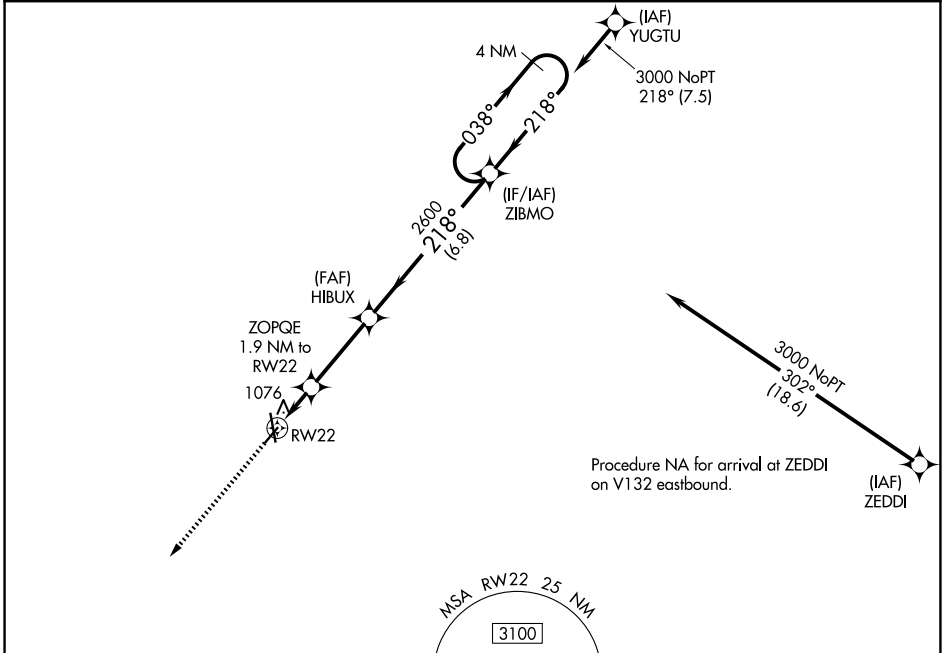 (IAF)
YUGTU
4 NM
3000 NoPT
218° (7.5)
038°
218°
(IF/IAF)
ZIBMO
2600
218°
(6.8)
(FAF)
HIBUX
ZOPQE
1.9 NM to
RW22
1076
RW22
3000 NoPT
302°
(18.6)
Procedure NA for arrival at ZEDDI
on V132 eastbound.
(IAF)
ZEDDI
MSA RW22 25 NM
3100